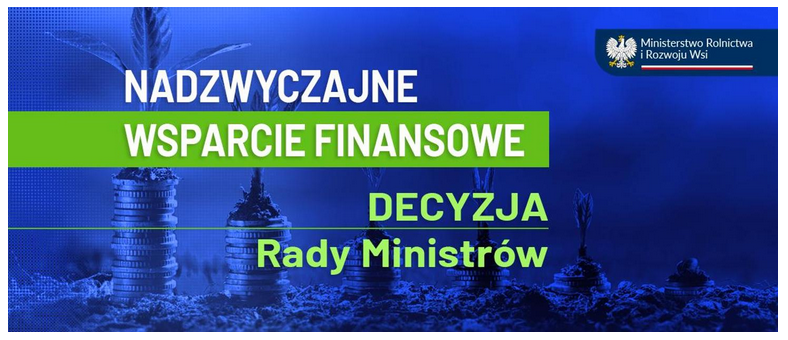 Ministerstwo Rolnictwa
i Rozwoju Wsi
NADZWYCZAJNE
WSPARCIE FINANSOWE
DECYZJA
Rady Ministrów